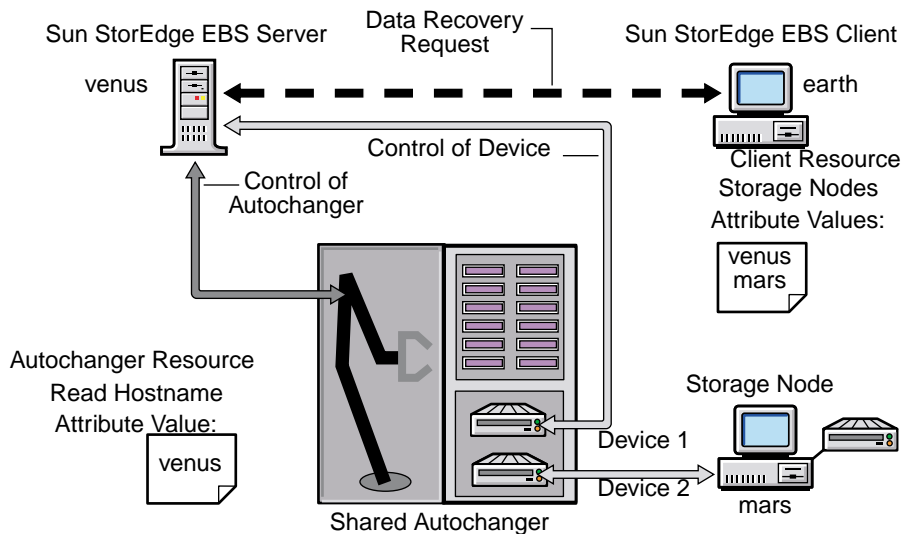 Data Recovery
Request
Sun StorEdge EBS Server
Sun StorEdge EBS Client
venus
earth
Control of Device
Client Resource
Storage Nodes
Attribute Values:
Control of
Autochanger
venus
mars
Autochanger Resource
Read Hostname
Attribute Value:
venus
Storage Node
Device 1
Device 2
mars
Shared Autochanger